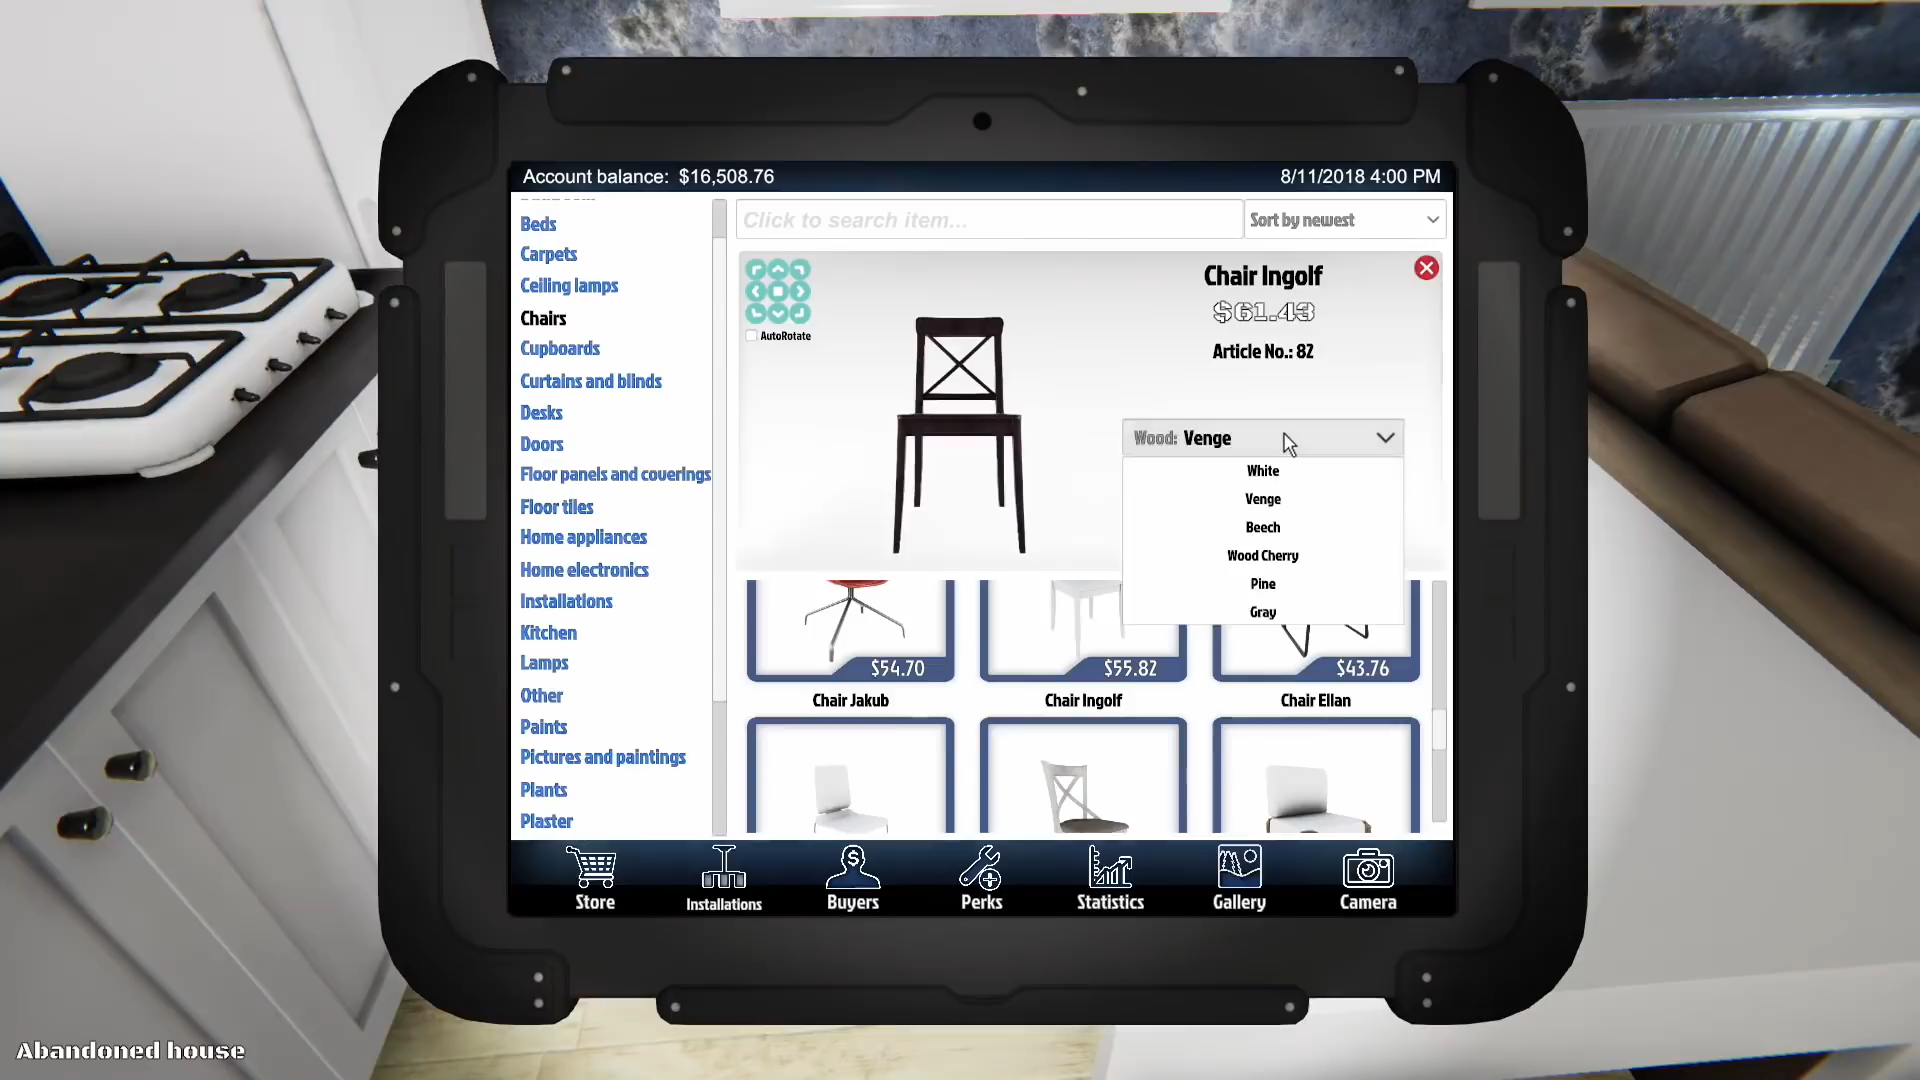 Account balance: $16,508.76
8/11/2018 4:00 PM
Beds
Carpets
Ceiling lamps
Chairs
Cupboards
Curtains and blinds
Desks
Doors
Floor panels and coverings
Floor tiles
Home appliances
Home electronics
Installations
Kitchen
Lamps
Other
Paints
Pictures and paintings
Plants
Plaster
Click to search item...
Sort by newest
AutoRotate
Chair Ingolf
$61.43
Article No.: 82
Wood: Venge
White
Venge
Beech
Wood Cherry
Pine
Gray
$54.70
$55.82
$43.76
Chair Jakub
Chair Ingolf
Chair Ellan
Store
Installations
Buyers
Perks
Statistics
Gallery
Camera
Abandoned house